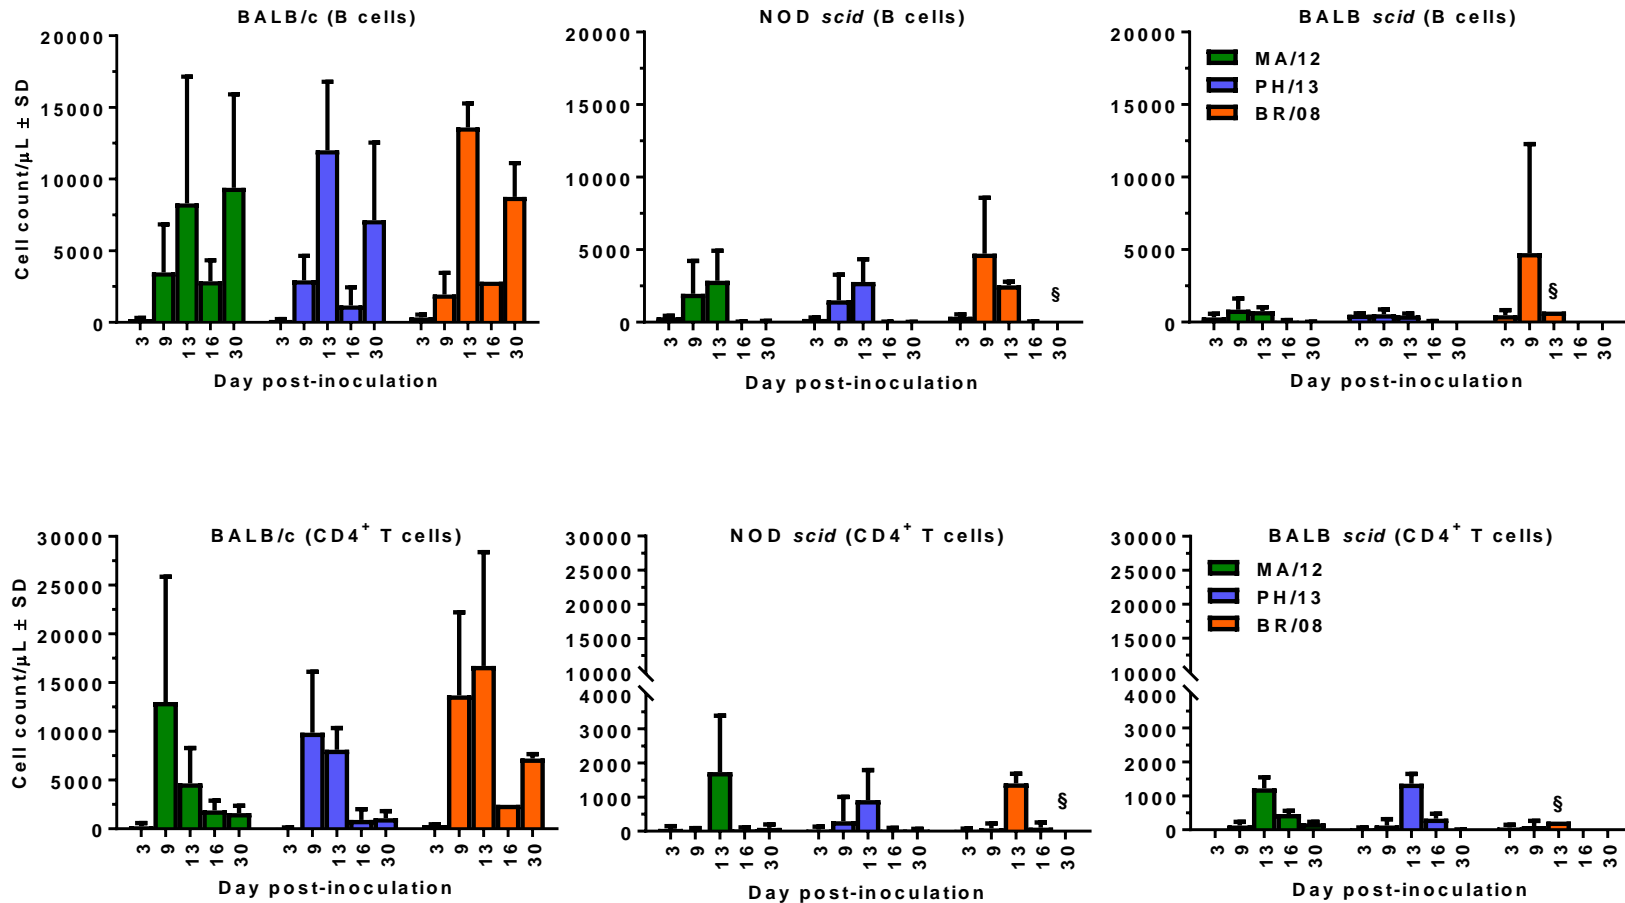 BALB/c (B cells)
20000
15000
10000
5000
0
Cell count/µL ± SD
3 9 13 16 30 3 9 13 16 30 3 9 13 16 30
Day post-inoculation
NOD scid (B cells)
20000
15000
10000
5000
0
§
3 9 13 16 30 3 9 13 16 30 3 9 13 16 30
Day post-inoculation
BALB scid (B cells)
20000
15000
10000
5000
0
MA/12
PH/13
BR/08
§
3 9 13 16 30 3 9 13 16 30 3 9 13 16 30
Day post-inoculation
BALB/c (CD4+ T cells)
30000
25000
20000
15000
10000
5000
0
Cell count/µL ± SD
3 9 13 16 30 3 9 13 16 30 3 9 13 16 30
Day post-inoculation
NOD scid (CD4+ T cells)
30000
25000
20000
15000
10000
4000
3000
2000
1000
0
§
3 9 13 16 30 3 9 13 16 30 3 9 13 16 30
Day post-inoculation
BALB scid (CD4+ T cells)
30000
25000
20000
15000
10000
4000
3000
2000
1000
0
MA/12
PH/13
BR/08
§
3 9 13 16 30 3 9 13 16 30 3 9 13 16 30
Day post-inoculation